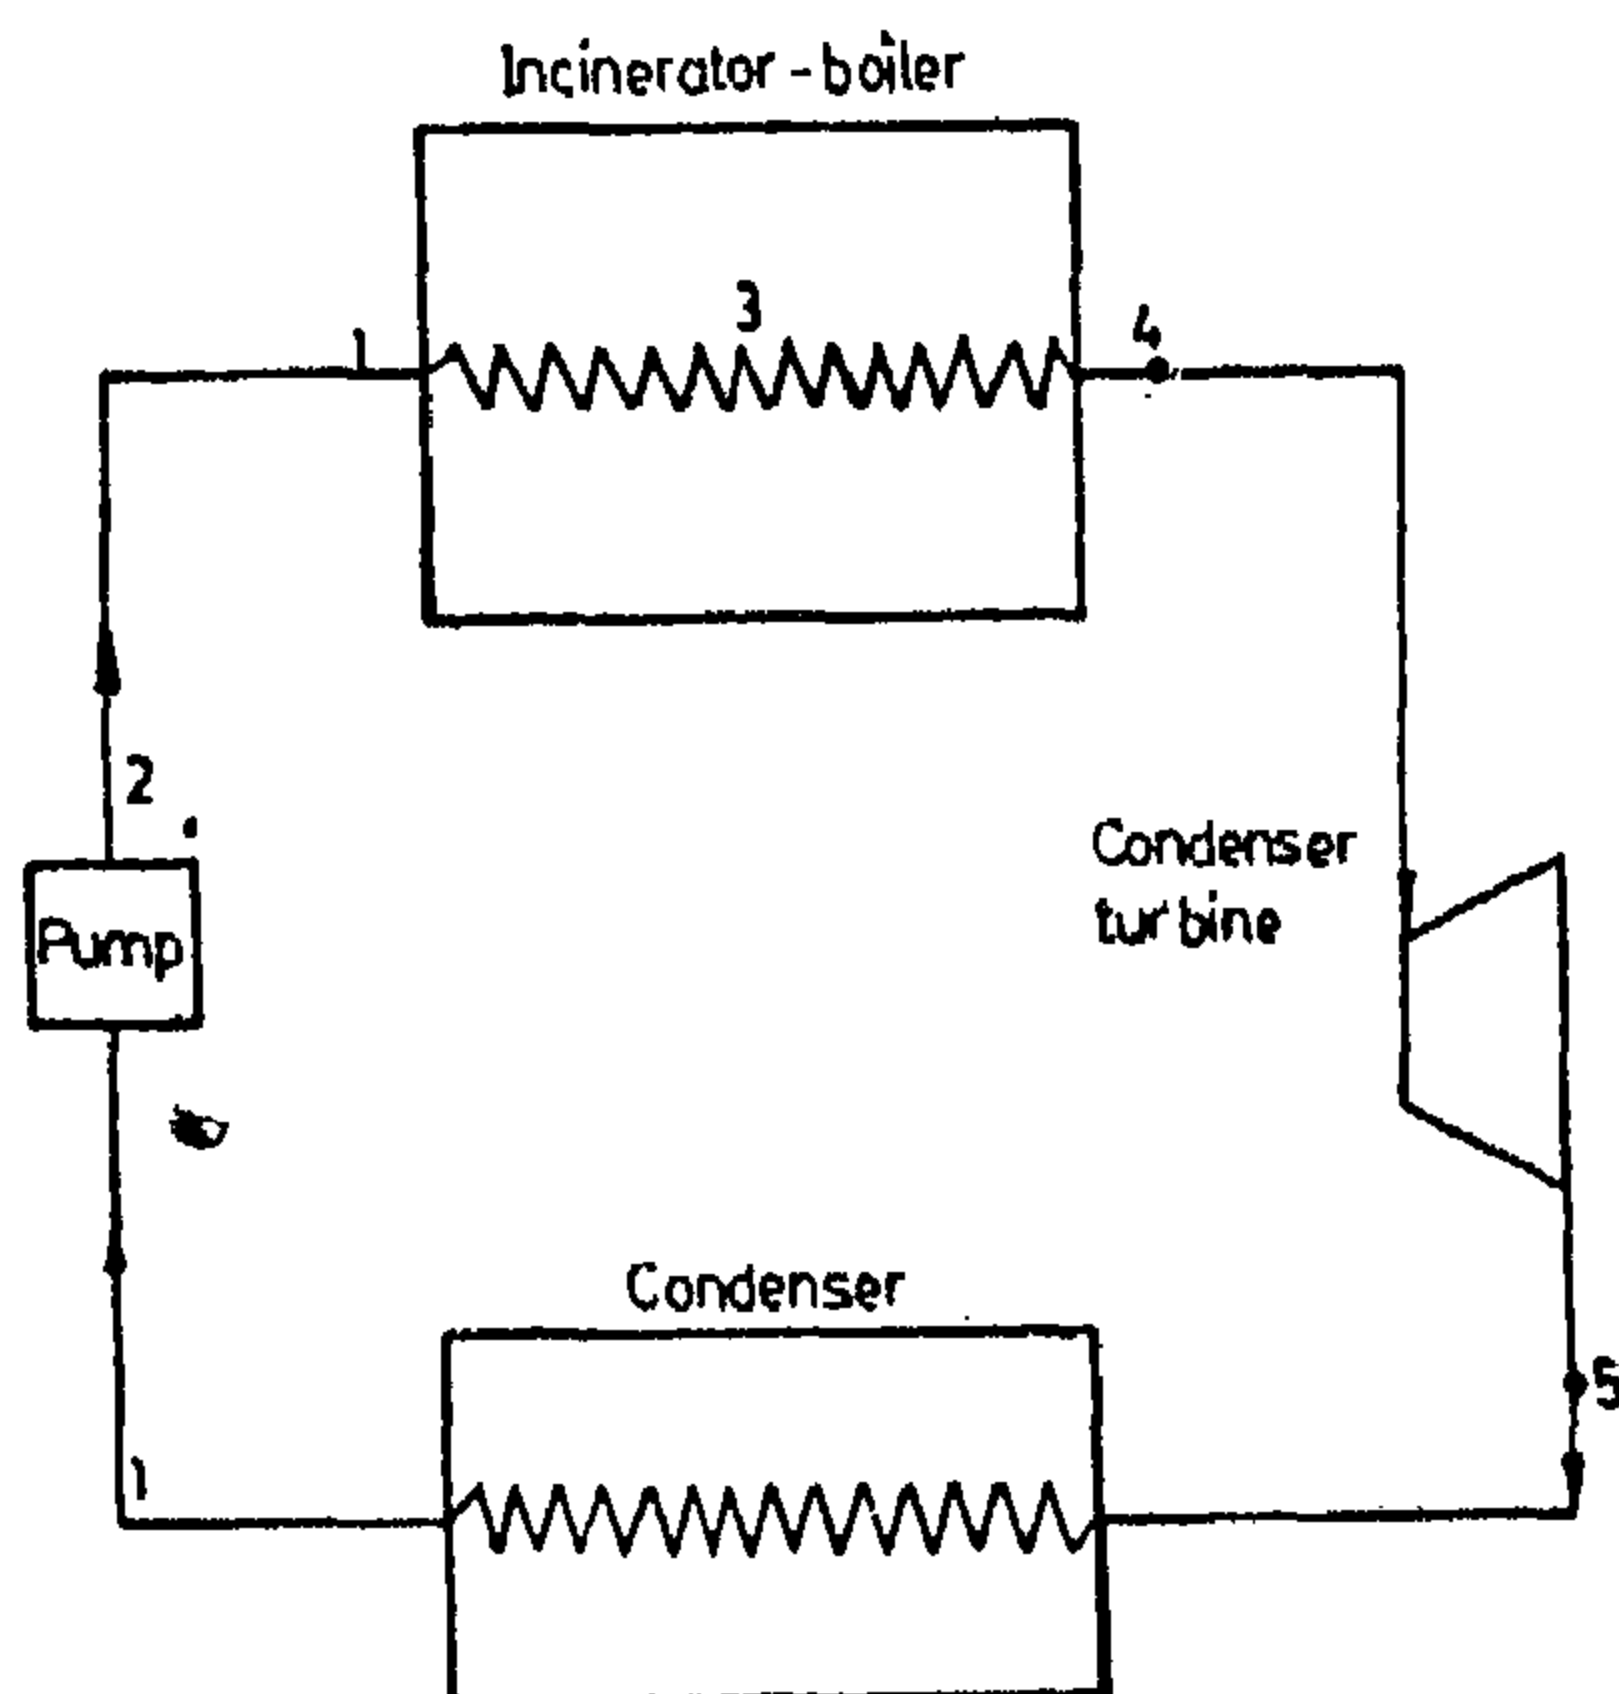 Incinerator-boiler
3
1
4
2
Pump
Condenser
turbine
Condenser
5
1